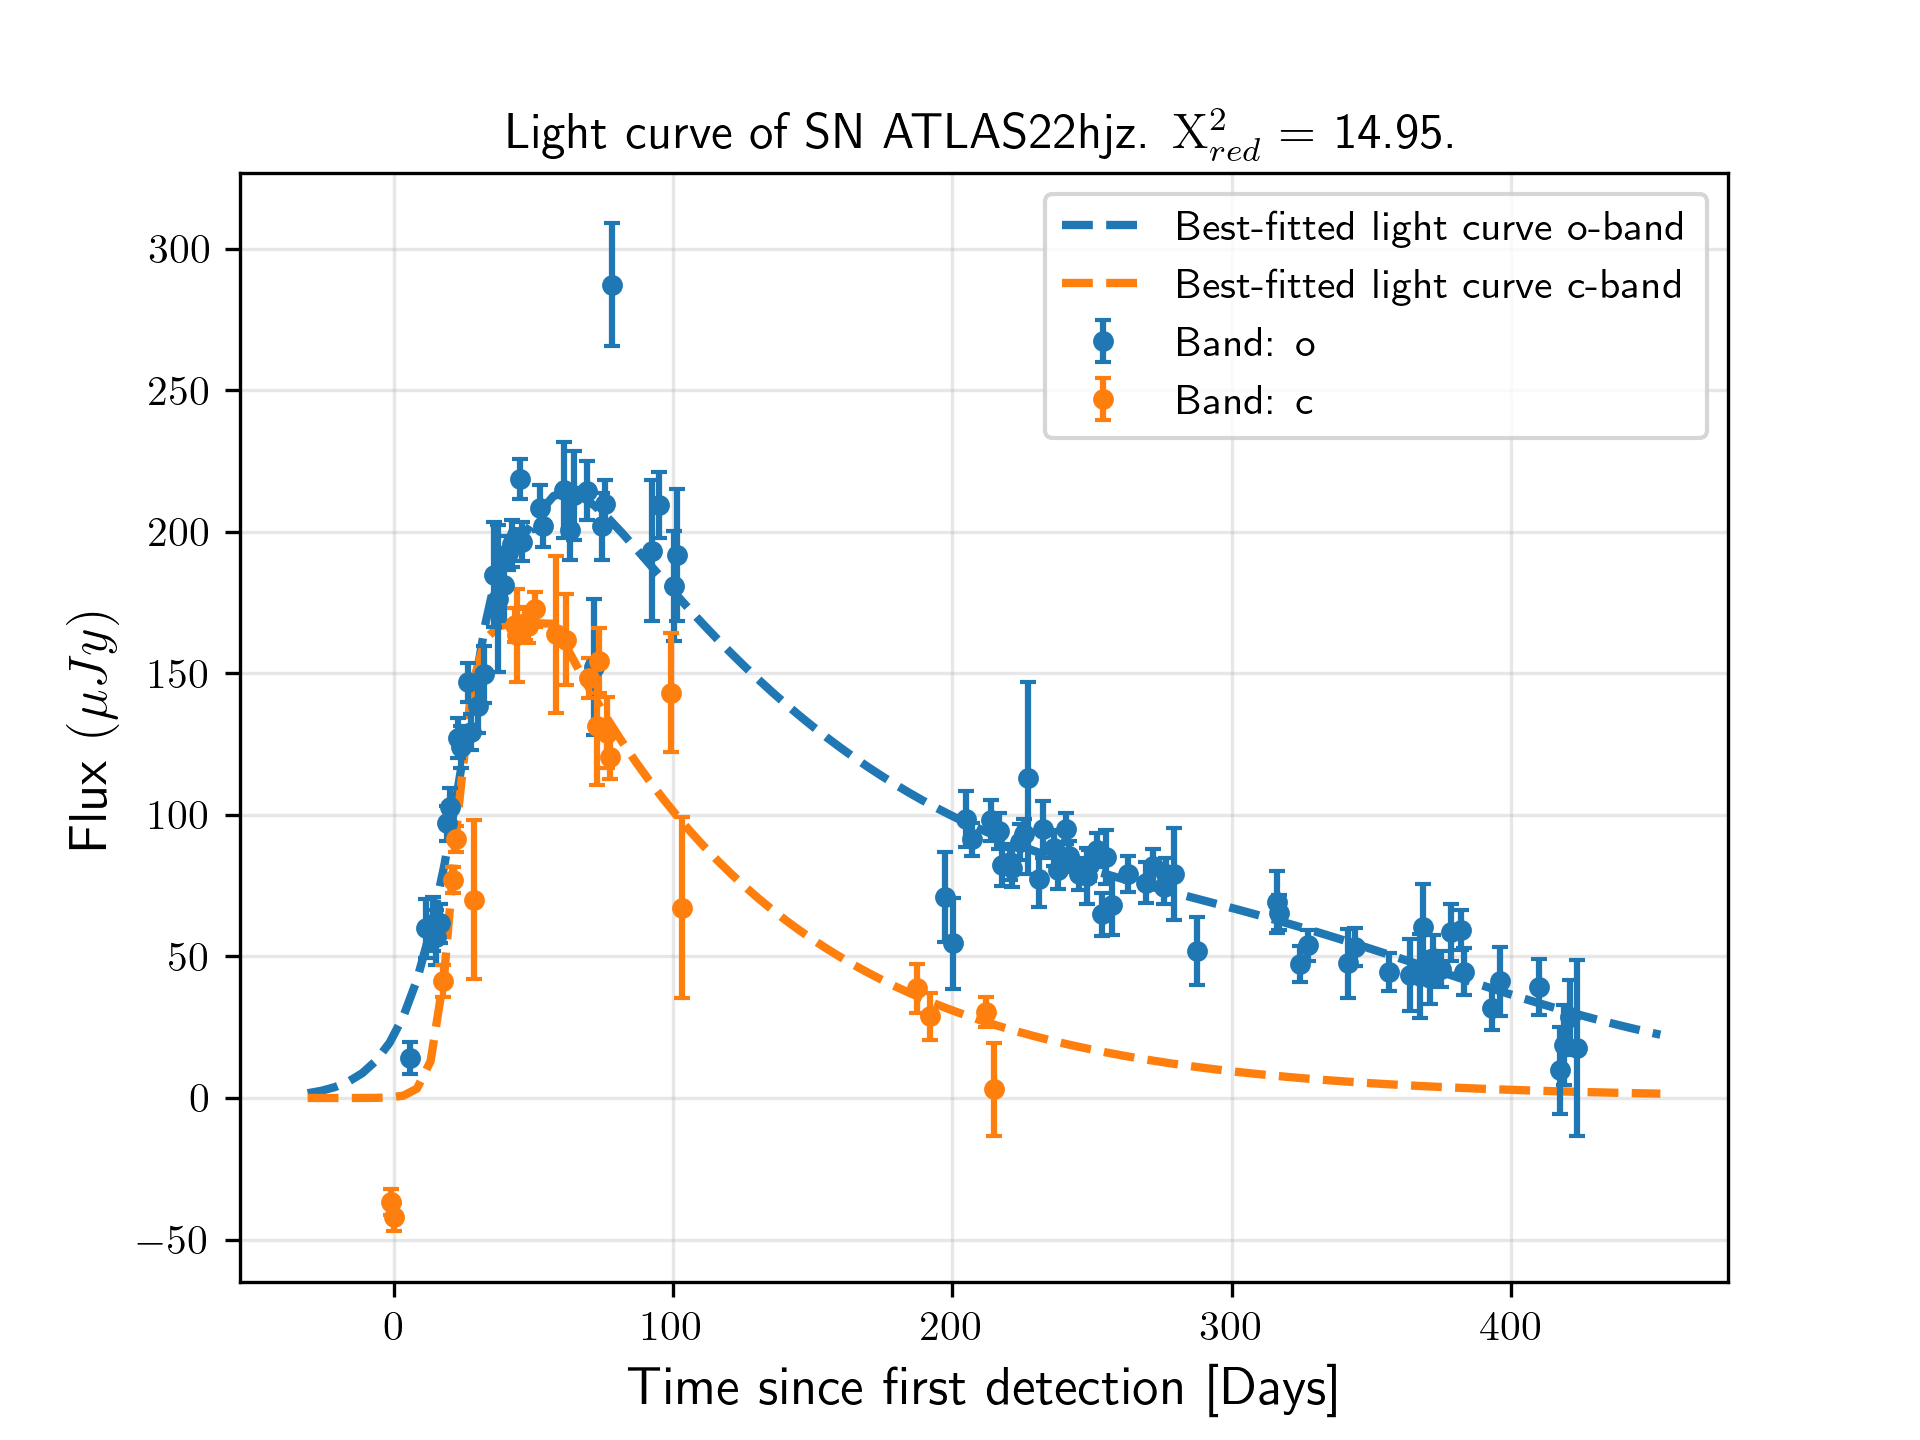 Light curve of SN ATLAS22hjz. X²_red = 14.95.
Best-fitted light curve o-band
Best-fitted light curve c-band
Band: o
Band: c
Flux (μJy)
300
250
200
150
100
50
0
−50
0 100 200 300 400
Time since first detection [Days]